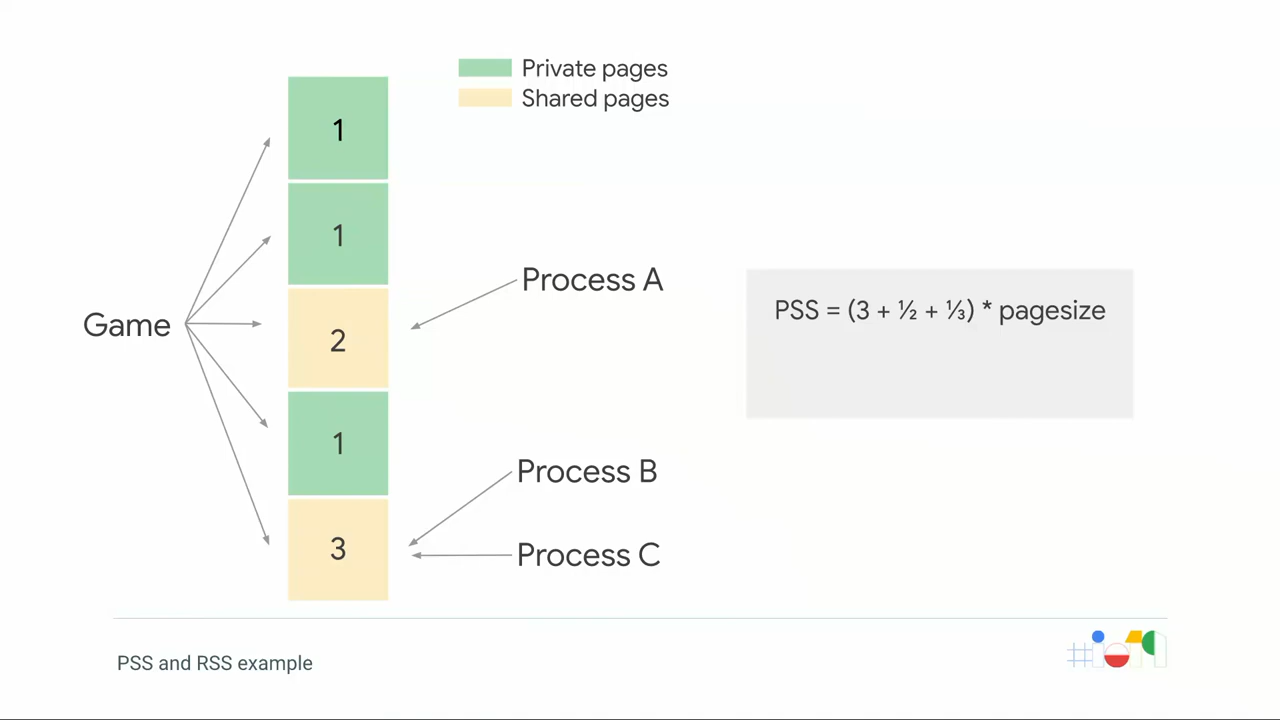 Private pages
Shared pages
1
1
Process A
PSS = (3 + ½ + ⅓) * pagesize
Game
2
1
Process B
3
Process C
PSS and RSS example
#io19